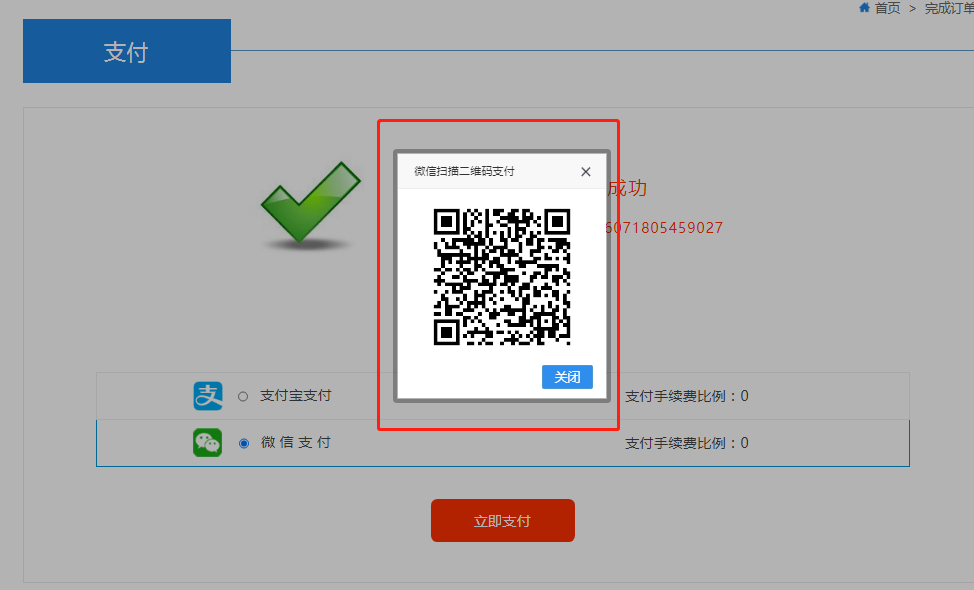 首页 > 完成订单
支付
微信扫描二维码支付
成功
6071805459027
关闭
支付宝支付
支付手续费比例：0
微 信 支 付
支付手续费比例：0
立即支付